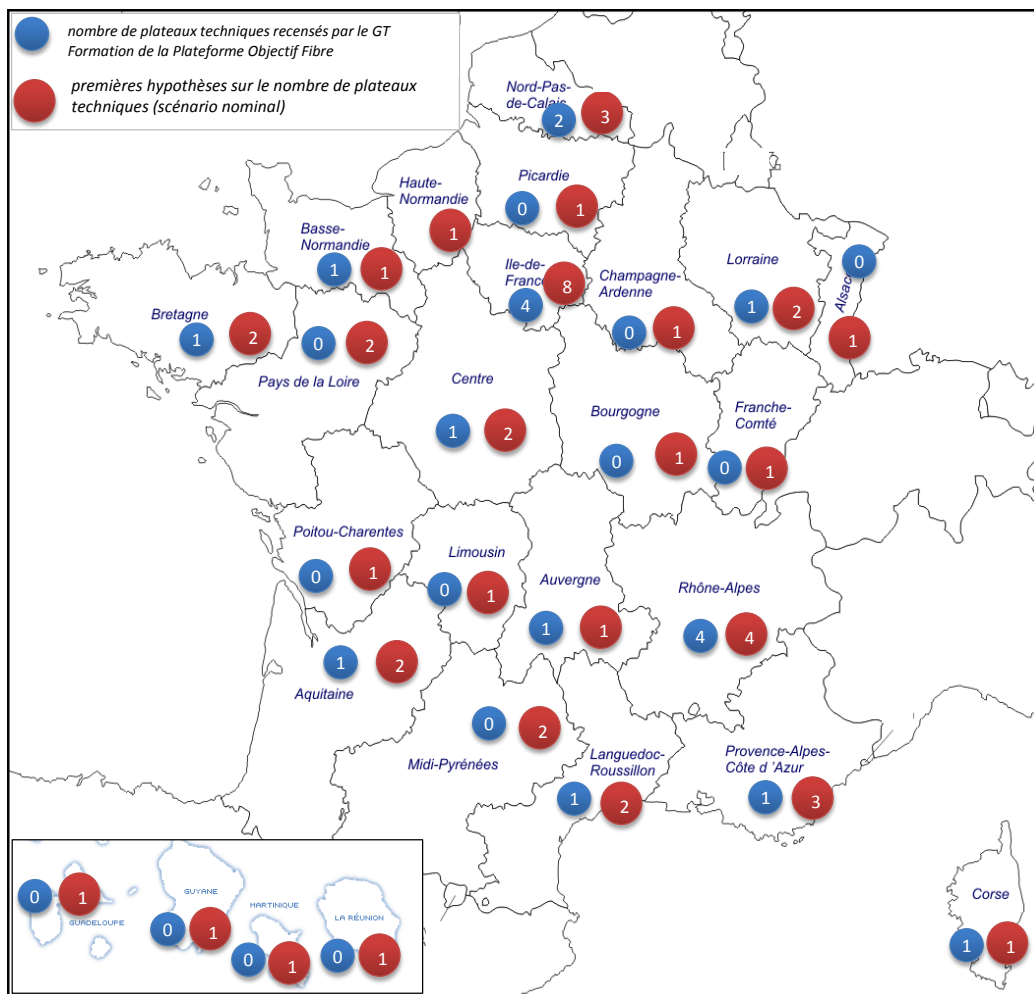 nombre de plateaux techniques recensés par le GT
Formation de la Plateforme Objectif Fibre
premières hypothèses sur le nombre de plateaux
techniques (scénario nominal)
Nord-Pas-
de-Calais
2 3
Picardie
0 1
Haute-
Normandie
1
Basse-
Normandie
1 1
Ile-de-
France
4 8
Champagne-
Ardenne
0 1
Lorraine
1 2
Alsace
0
1
Bretagne
1 2
Pays de la Loire
0 2
Centre
1 2
Bourgogne
0 1
Franche-
Comté
0 1
Poitou-Charentes
0 1
Limousin
0 1
Auvergne
1 1
Rhône-Alpes
4 4
Aquitaine
1 2
Midi-Pyrénées
0 2
Languedoc-
Roussillon
1 2
Provence-Alpes-
Côte d 'Azur
1 3
Corse
1 1
GUADELOUPE
0 1
GUYANE
0 1
MARTINIQUE
0 1
LA RÉUNION
0 1